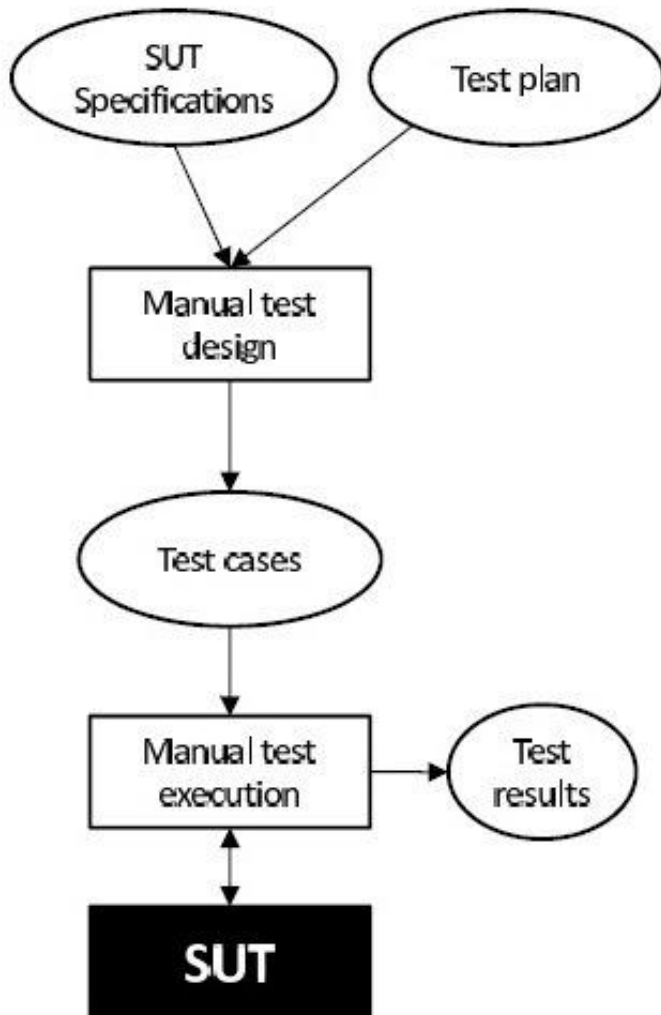 SUT
Specifications
Test plan
Manual test
design
Test cases
Manual test
execution
Test
results
SUT